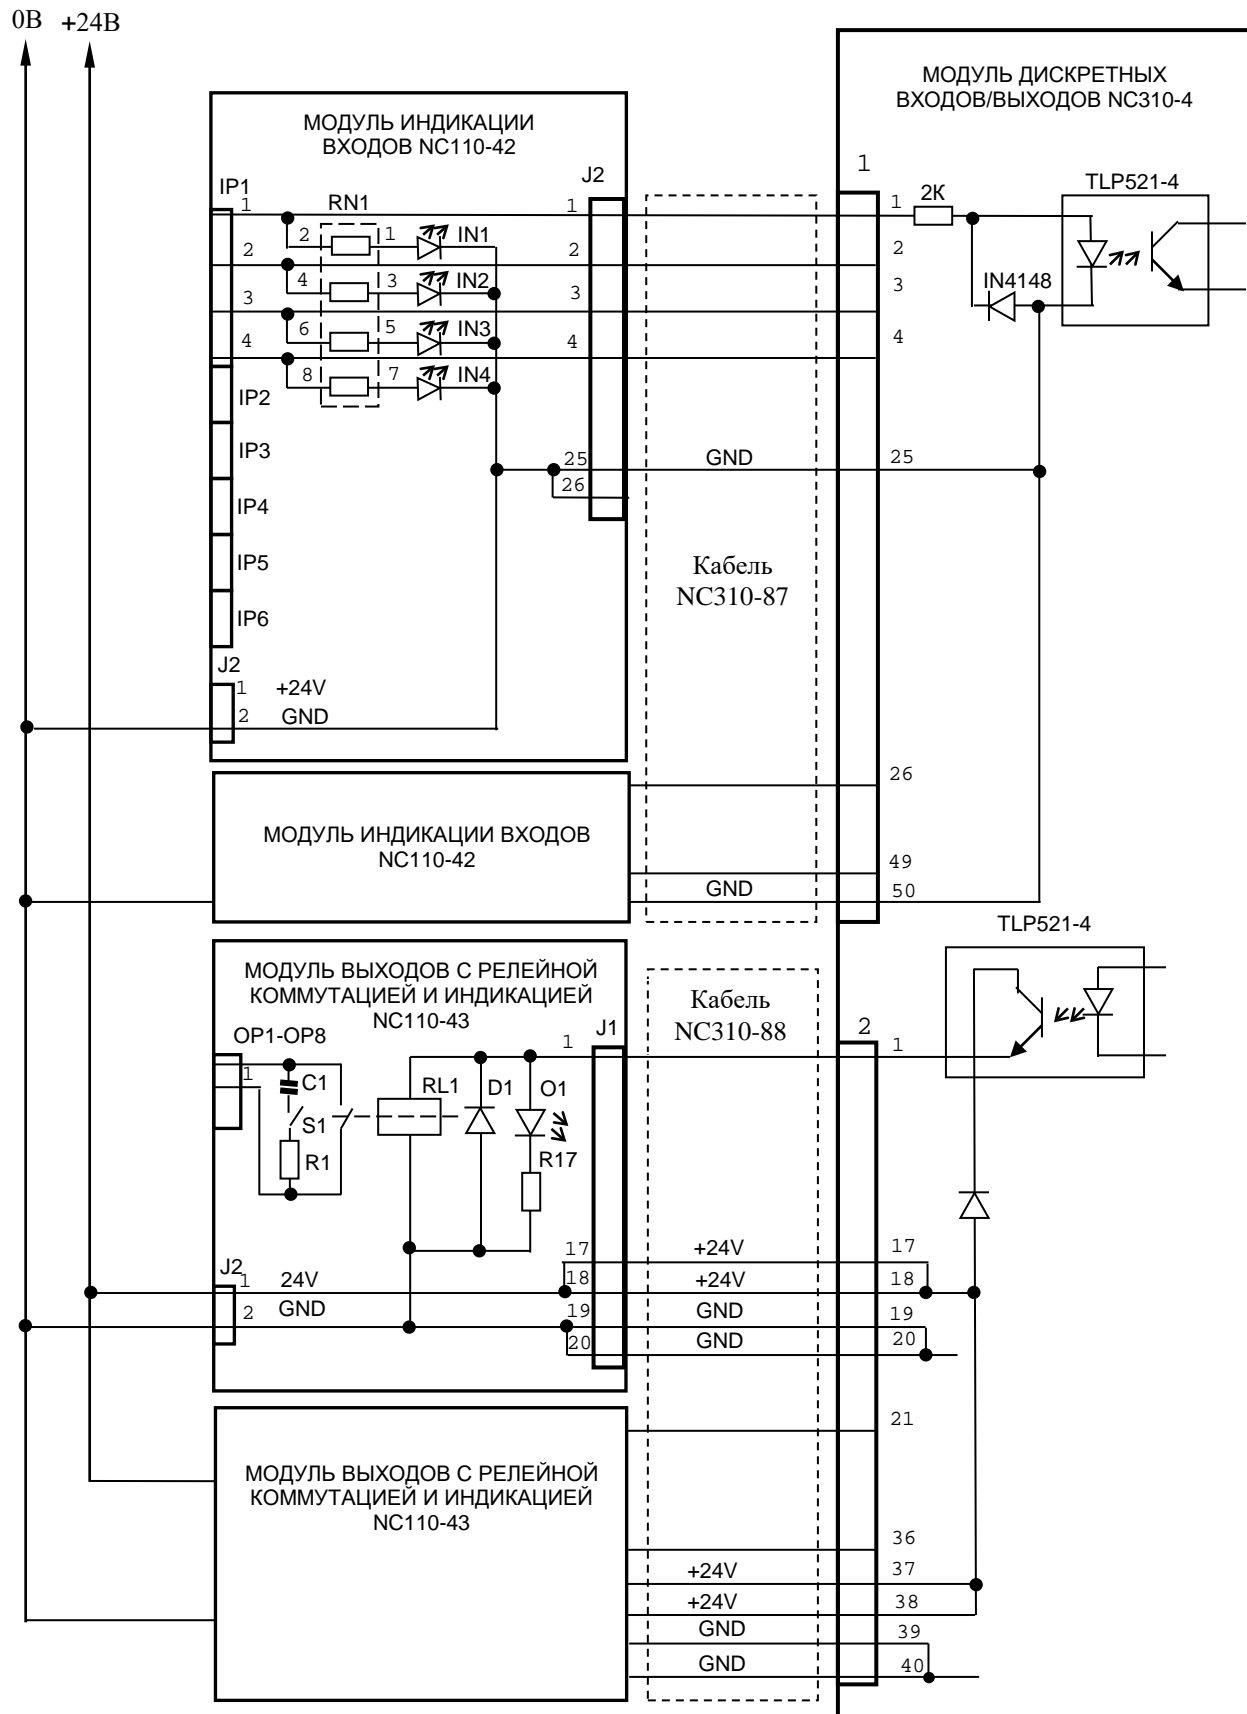 0В +24В
МОДУЛЬ ДИСКРЕТНЫХ
ВХОДОВ/ВЫХОДОВ NC310-4
МОДУЛЬ ИНДИКАЦИИ
ВХОДОВ NC110-42
IP1
RN1
J2
1
TLP521-4
1
2 1 IN1
1
1
2К
2
4 3 IN2
2
2
3
6 5 IN3
3
3
IN4148
4
8 7 IN4
4
4
IP2
IP3
25
GND
25
26
IP4
IP5
IP6
Кабель
NC310-87
J2
1 +24V
2 GND
26
МОДУЛЬ ИНДИКАЦИИ ВХОДОВ
NC110-42
49
GND
50
TLP521-4
МОДУЛЬ ВЫХОДОВ С РЕЛЕЙНОЙ
КОММУТАЦИЕЙ И ИНДИКАЦИЕЙ
NC110-43
Кабель
NC310-88
OP1-OP8
J1
2
1
1
1
C1
RL1
D1
O1
S1
R1
R17
17
+24V
17
J2
1 24V
18
+24V
18
2 GND
19
GND
19
20
GND
20
21
МОДУЛЬ ВЫХОДОВ С РЕЛЕЙНОЙ
КОММУТАЦИЕЙ И ИНДИКАЦИЕЙ
NC110-43
36
+24V
37
+24V
38
GND
39
GND
40